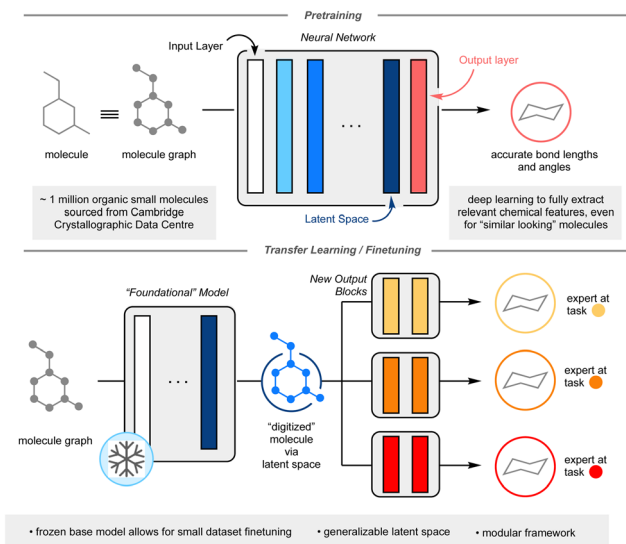 Pretraining
Neural Network
Input Layer
Output layer
...
molecule
molecule graph
accurate bond lengths
and angles
~ 1 million organic small molecules
sourced from Cambridge
Crystallographic Data Centre
Latent Space
deep learning to fully extract
relevant chemical features, even
for “similar looking” molecules
Transfer Learning / Finetuning
“Foundational” Model
New Output
Blocks
expert at
task
...
expert at
task
molecule graph
“digitized”
molecule
via
latent space
expert at
task
• frozen base model allows for small dataset finetuning • generalizable latent space • modular framework